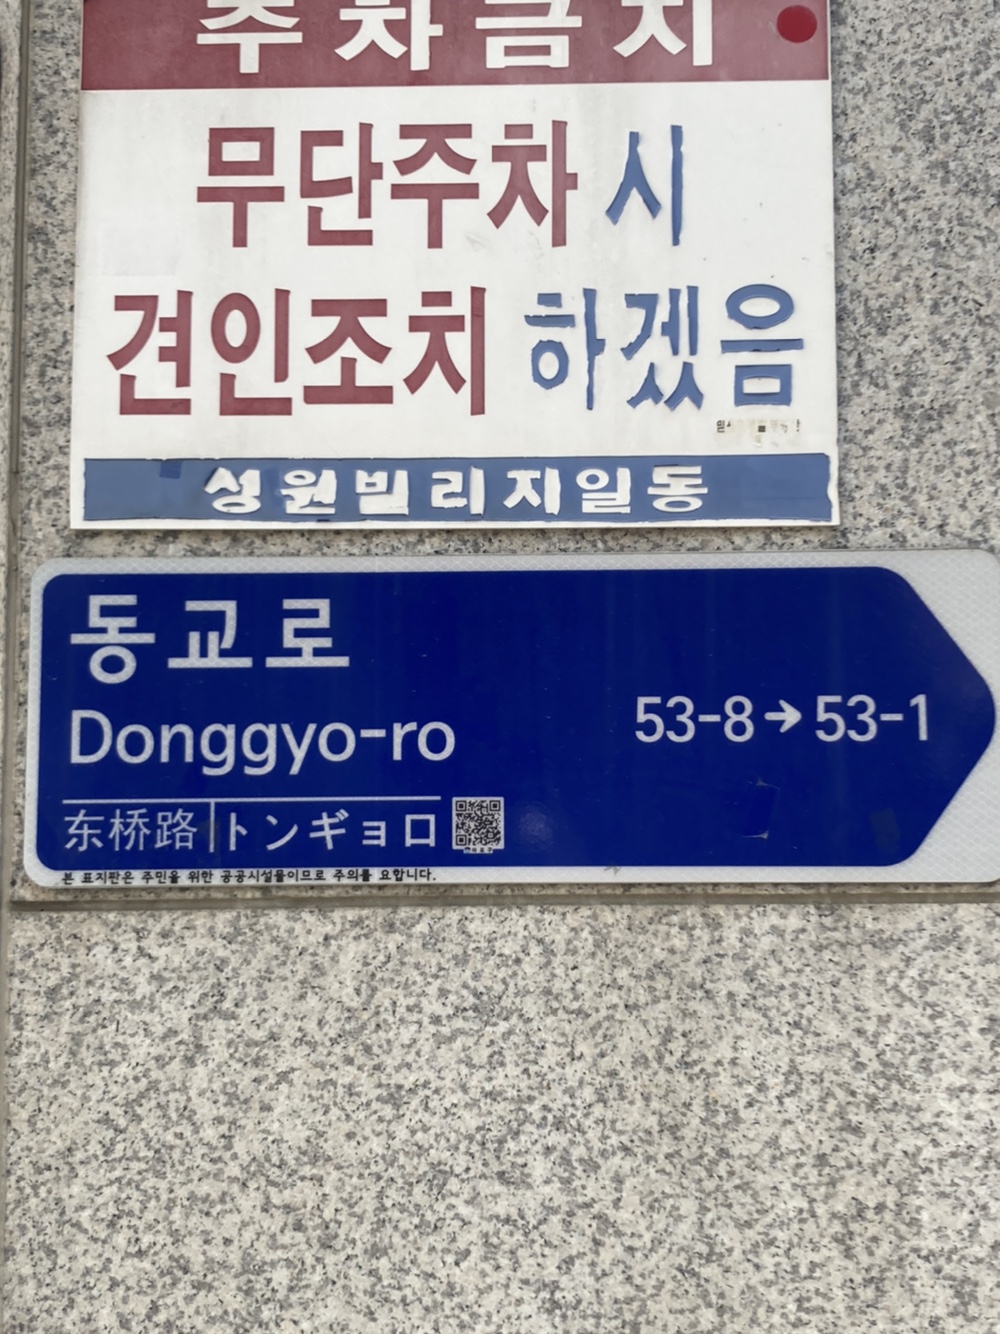 주차금지
무단주차 시
견인조치 하겠음
성원빌리지일동
동교로
Donggyo-ro
53-8→53-1
东桥路 | トンギョロ
본 표지판은 주민을 위한 공공시설물이므로 주의를 요합니다.